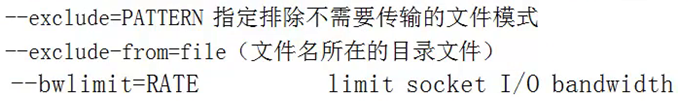 --exclude=PATTERN 指定排除不需要传输的文件模式
--exclude-from=file（文件名所在的目录文件）
--bwlimit=RATE limit socket I/O bandwidth